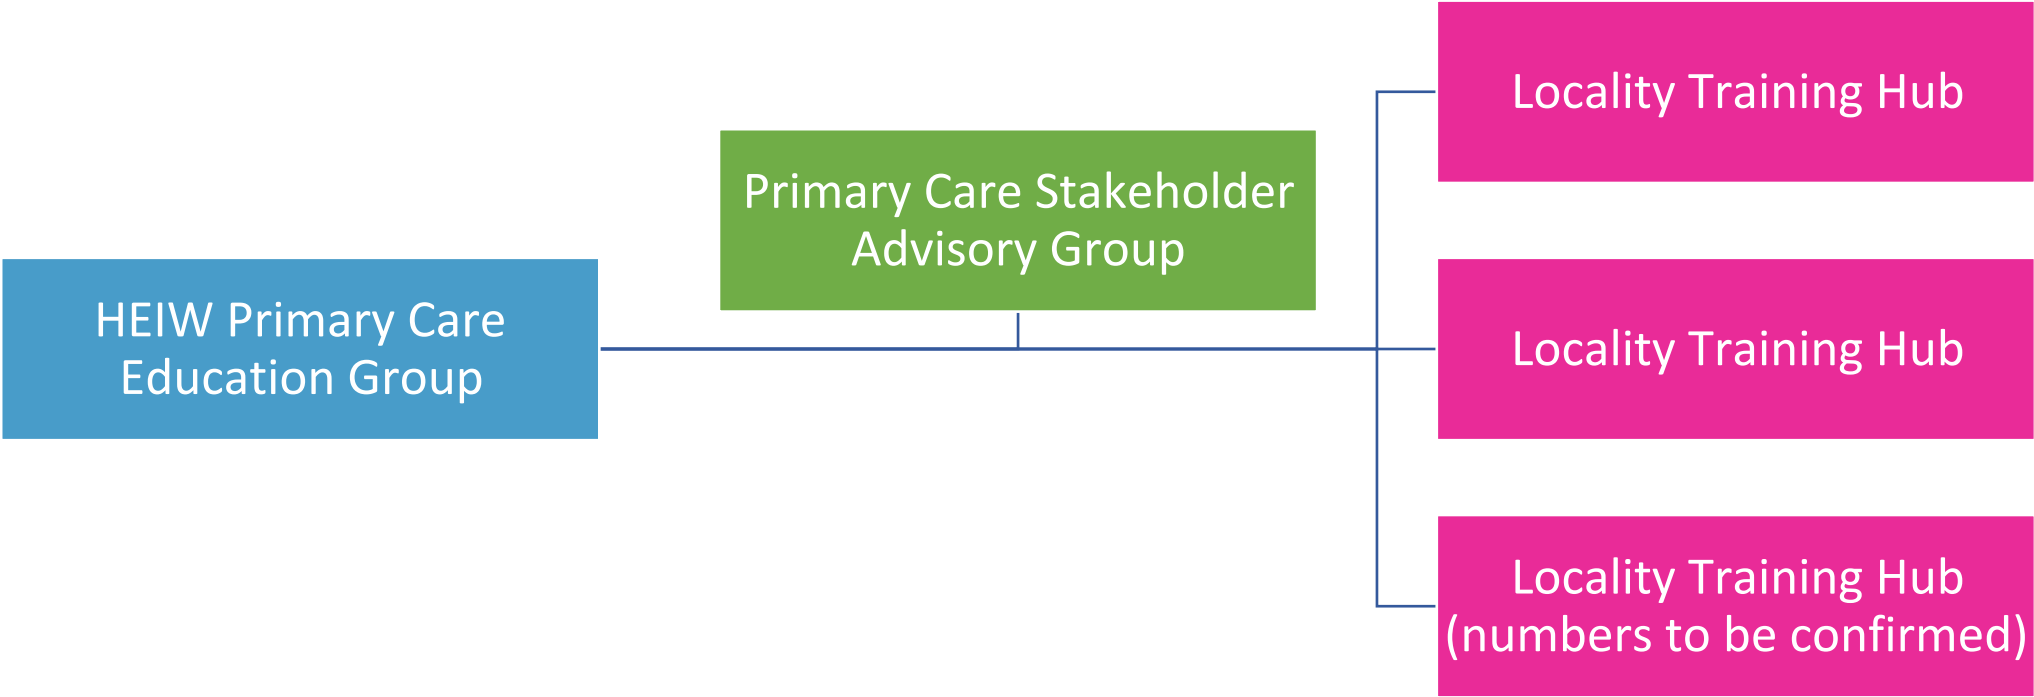 HEIW Primary Care
Education Group
Primary Care Stakeholder
Advisory Group
Locality Training Hub
Locality Training Hub
Locality Training Hub
(numbers to be confirmed)